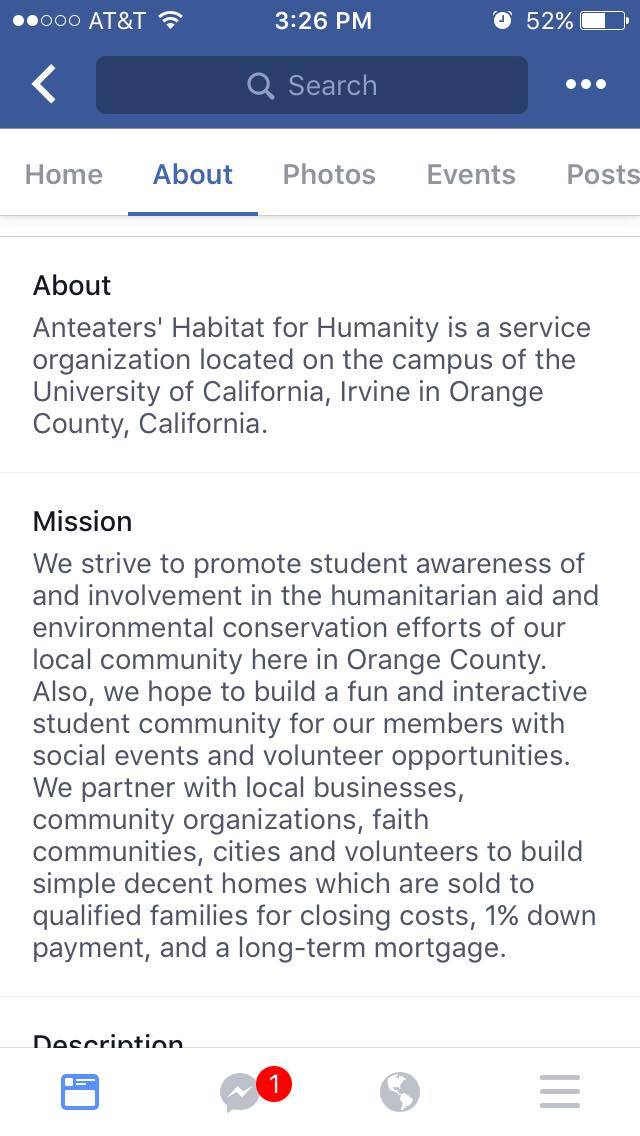 AT&T 3:26 PM 52%
Search
Home About Photos Events Posts
About
Anteaters' Habitat for Humanity is a service
organization located on the campus of the
University of California, Irvine in Orange
County, California.
Mission
We strive to promote student awareness of
and involvement in the humanitarian aid and
environmental conservation efforts of our
local community here in Orange County.
Also, we hope to build a fun and interactive
student community for our members with
social events and volunteer opportunities.
We partner with local businesses,
community organizations, faith
communities, cities and volunteers to build
simple decent homes which are sold to
qualified families for closing costs, 1% down
payment, and a long-term mortgage.
Description
1